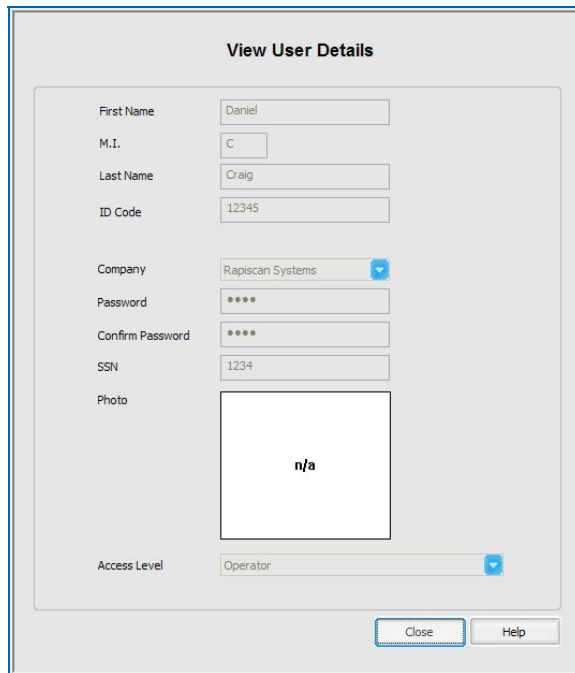 View User Details
First Name Daniel
M.I. C
Last Name Craig
ID Code 12345
Company Rapiscan Systems
Password ••••
Confirm Password ••••
SSN 1234
Photo
n/a
Access Level Operator
Close Help